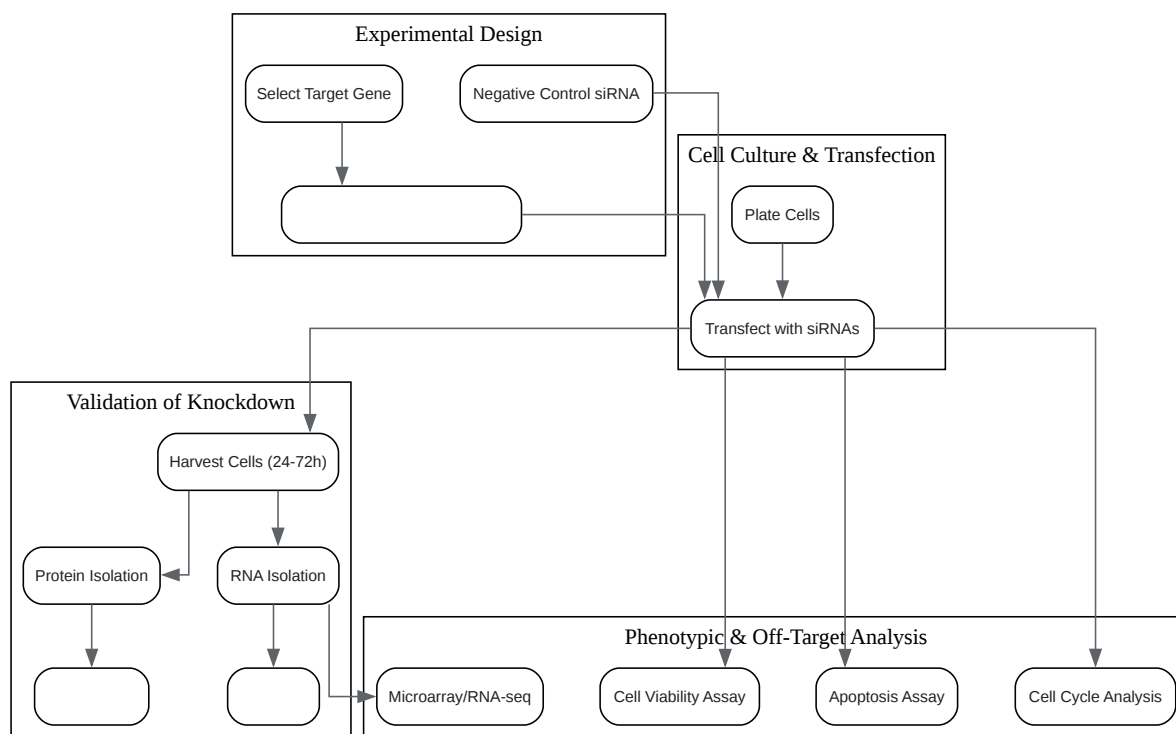 Experimental Design
Select Target Gene
Negative Control siRNA
Cell Culture & Transfection
Plate Cells
Transfect with siRNAs
Validation of Knockdown
Harvest Cells (24-72h)
Protein Isolation
RNA Isolation
Phenotypic & Off-Target Analysis
Microarray/RNA-seq
Cell Viability Assay
Apoptosis Assay
Cell Cycle Analysis